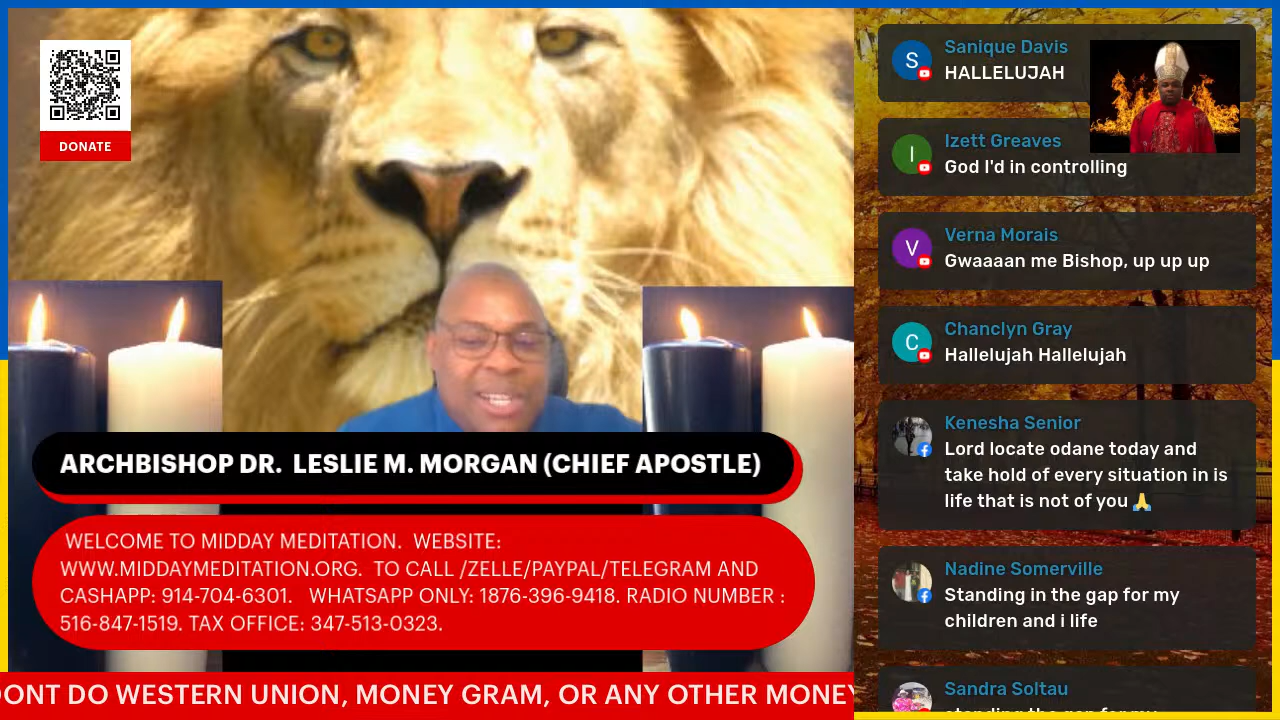 DONATE
ARCHBISHOP DR. LESLIE M. MORGAN (CHIEF APOSTLE)
WELCOME TO MIDDAY MEDITATION. WEBSITE:
WWW.MIDDAYMEDITATION.ORG. TO CALL /ZELLE/PAYPAL/TELEGRAM AND
CASHAPP: 914-704-6301. WHATSAPP ONLY: 1876-396-9418. RADIO NUMBER :
516-847-1519. TAX OFFICE: 347-513-0323.
DONT DO WESTERN UNION, MONEY GRAM, OR ANY OTHER MONEY
S
Sanique Davis
HALLELUJAH
I
Izett Greaves
God I'd in controlling
V
Verna Morais
Gwaaaan me Bishop, up up up
C
Chanclyn Gray
Hallelujah Hallelujah
Kenesha Senior
Lord locate odane today and
take hold of every situation in is
life that is not of you 🙏
Nadine Somerville
Standing in the gap for my
children and i life
Sandra Soltau
standing the gap for my